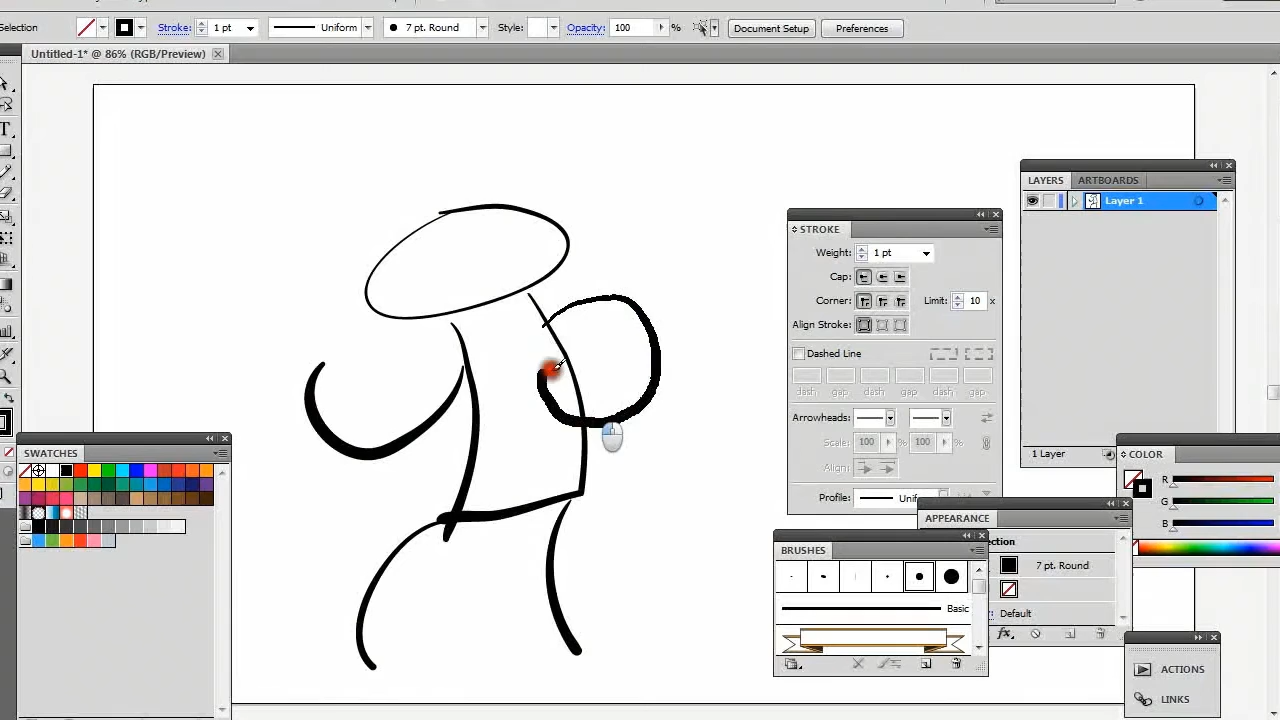 Selection Stroke: 1 pt Uniform 7 pt. Round Style: Opacity: 100 % Document Setup Preferences
Untitled-1* @ 86% (RGB/Preview)
LAYERS ARTBOARDS
Layer 1
1 Layer
STROKE
Weight: 1 pt
Cap:
Corner: Limit: 10 x
Align Stroke:
Dashed Line
dash gap dash gap dash gap
Arrowheads:
Scale: 100 % 100 %
Align:
Profile: Unif
SWATCHES
COLOR
R
G
B
APPEARANCE
ection
7 pt. Round
Default
fx
BRUSHES
Basic
ACTIONS
LINKS